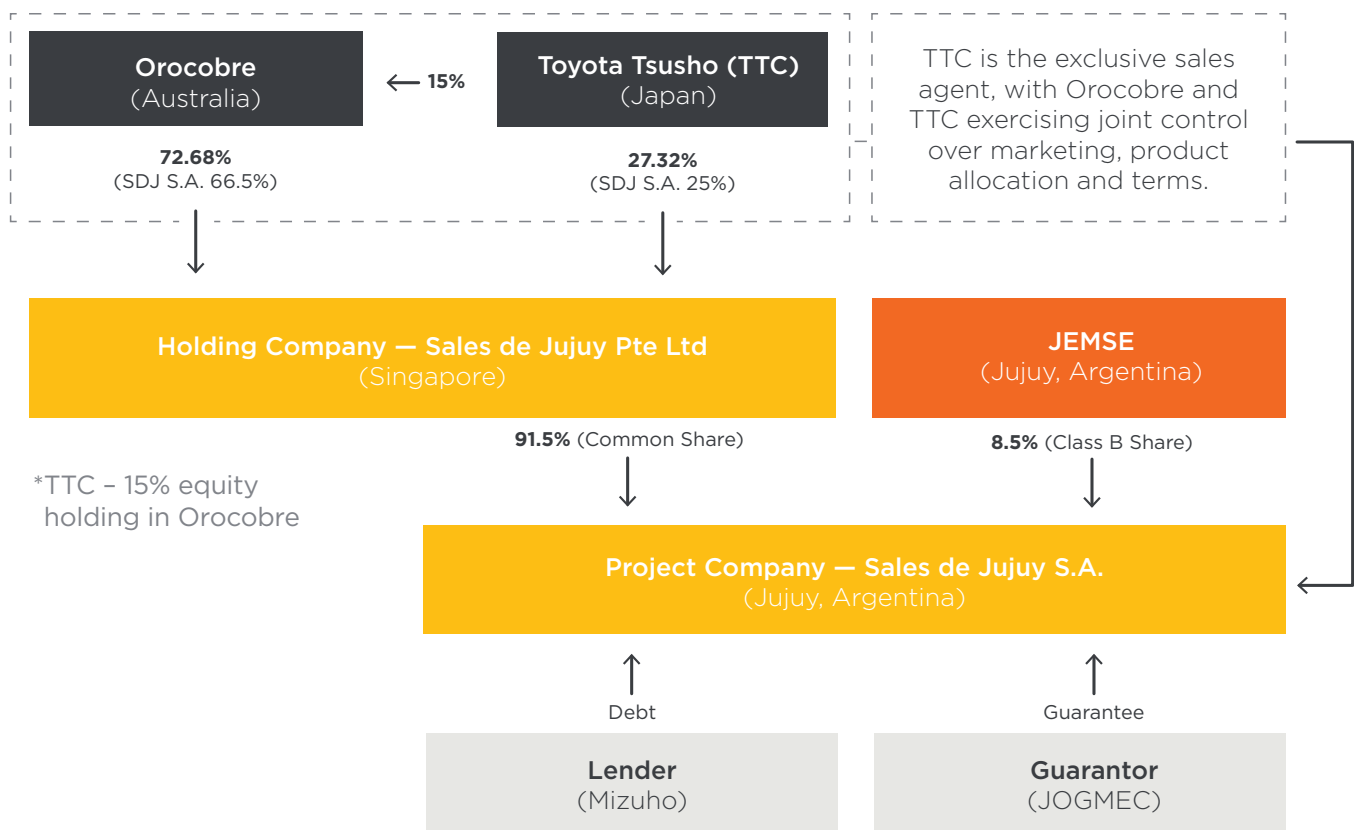 Orocobre
(Australia)
15%
Toyota Tsusho (TTC)
(Japan)
TTC is the exclusive sales
agent, with Orocobre and
TTC exercising joint control
over marketing, product
allocation and terms.
72.68%
(SDJ S.A. 66.5%)
27.32%
(SDJ S.A. 25%)
Holding Company — Sales de Jujuy Pte Ltd
(Singapore)
JEMSE
(Jujuy, Argentina)
91.5% (Common Share)
8.5% (Class B Share)
*TTC – 15% equity
holding in Orocobre
Project Company — Sales de Jujuy S.A.
(Jujuy, Argentina)
Debt
Guarantee
Lender
(Mizuho)
Guarantor
(JOGMEC)